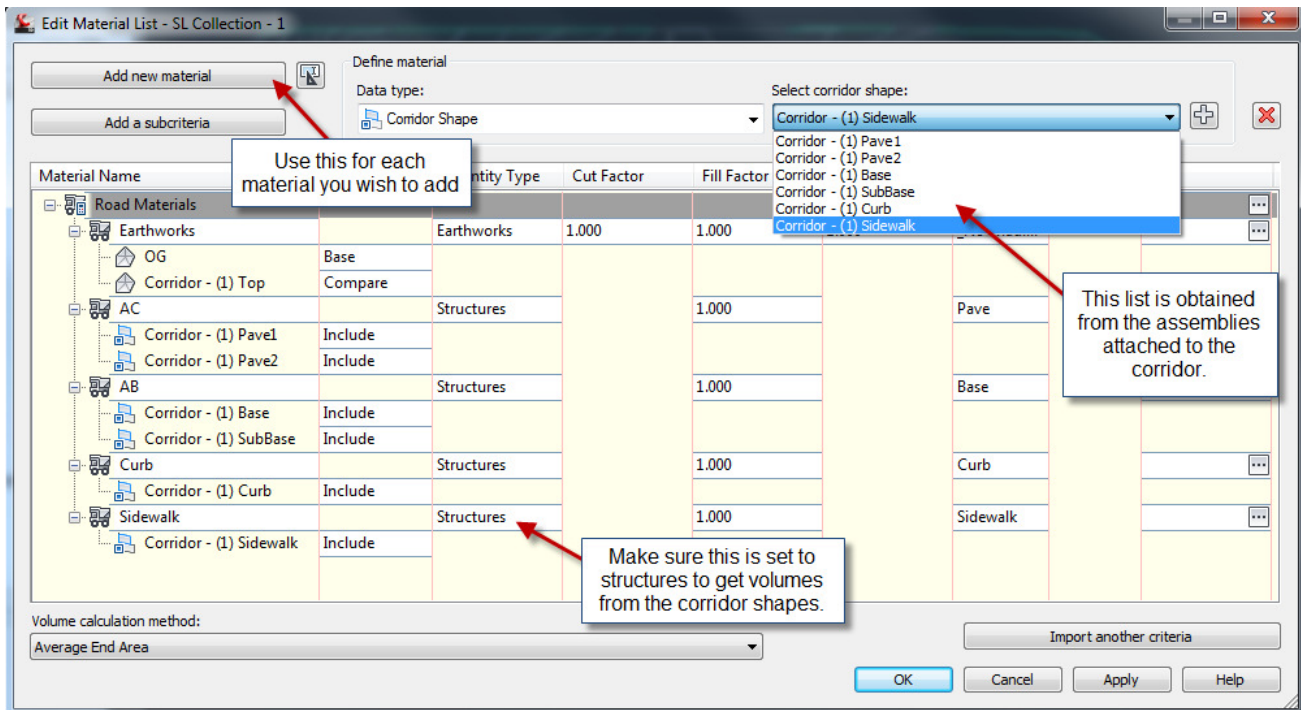 Edit Material List - SL Collection - 1
Add new material
Define material
Data type:
Select corridor shape:
Corridor Shape
Corridor - (1) Sidewalk
Add a subcriteria
Corridor - (1) Pave1
Corridor - (1) Pave2
Corridor - (1) Base
Corridor - (1) SubBase
Corridor - (1) Curb
Corridor - (1) Sidewalk
Use this for each
material you wish to add
Material Name
Type
Cut Factor
Fill Factor
Road Materials
Earthworks Earthworks 1.000 1.000
OG Base
Corridor - (1) Top Compare
AC Structures 1.000 Pave
Corridor - (1) Pave1 Include
Corridor - (1) Pave2 Include
AB Structures 1.000 Base
Corridor - (1) Base Include
Corridor - (1) SubBase Include
Curb Structures 1.000 Curb
Corridor - (1) Curb Include
Sidewalk Structures 1.000 Sidewalk
Corridor - (1) Sidewalk Include
This list is obtained
from the assemblies
attached to the
corridor.
Make sure this is set to
structures to get volumes
from the corridor shapes.
Volume calculation method:
Average End Area
Import another criteria
OK
Cancel
Apply
Help